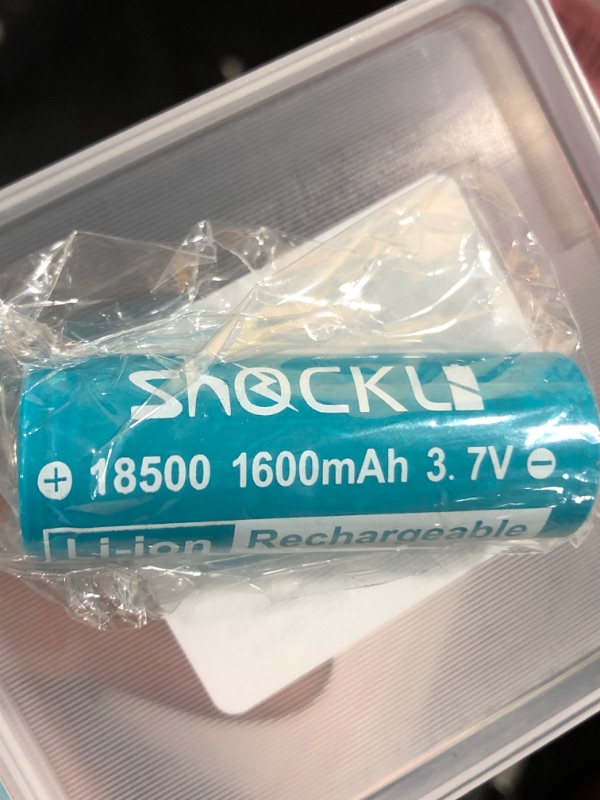 ShOCKLi
⊕ 18500 1600mAh 3.7V ⊖
Li-ion Rechargeable